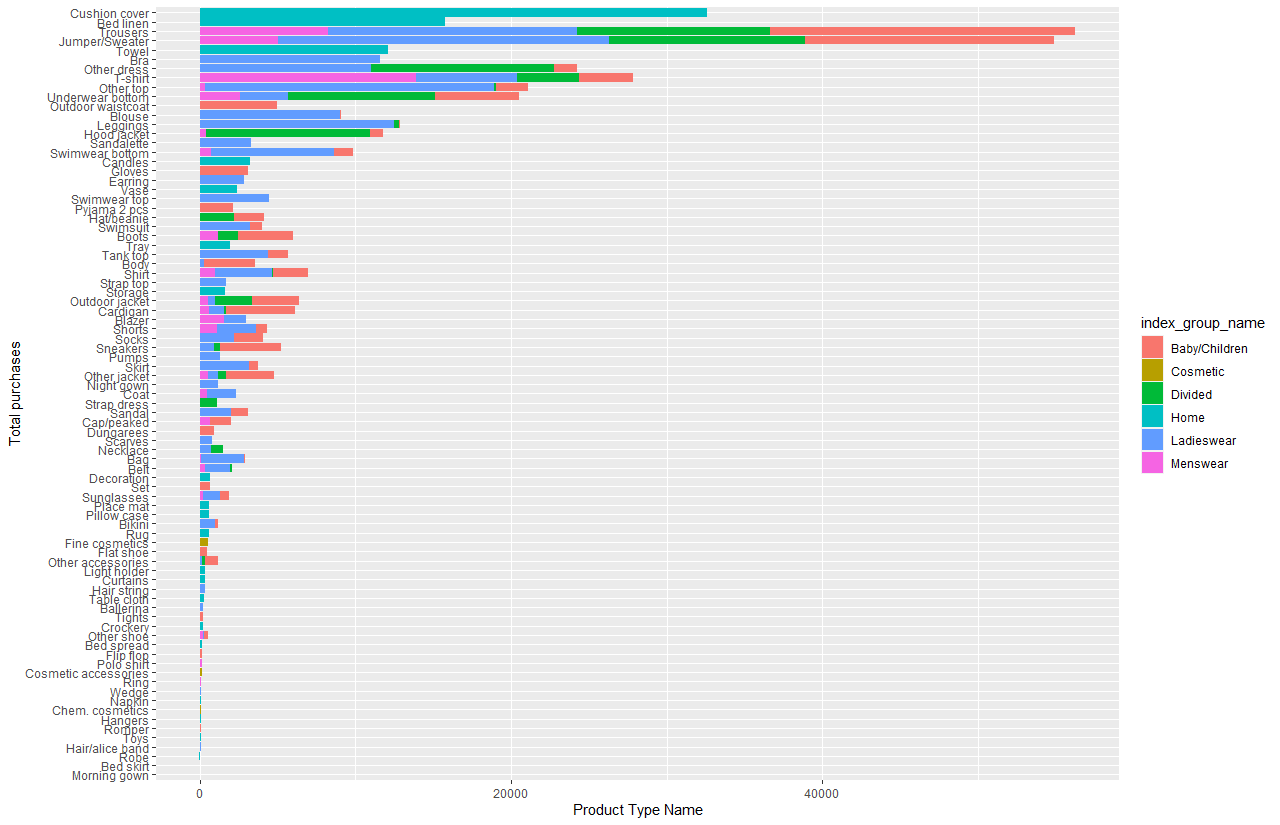 Cushion cover
Bed linen
Trousers
Jumper/Sweater
Towel
Bra
Other dress
T-shirt
Other top
Underwear bottom
Outdoor waistcoat
Blouse
Leggings
Hood jacket
Sandalette
Swimwear bottom
Candles
Gloves
Earring
Vase
Swimwear top
Pyjama 2 pcs
Hat/beanie
Swimsuit
Boots
Tray
Tank top
Body
Shirt
Strap top
Storage
Outdoor jacket
Cardigan
Blazer
Shorts
Socks
Sneakers
Pumps
Skirt
Other jacket
Night gown
Coat
Strap dress
Sandal
Cap/peaked
Dungarees
Scarves
Necklace
Bag
Belt
Decoration
Set
Sunglasses
Place mat
Pillow case
Bikini
Rug
Fine cosmetics
Flat shoe
Other accessories
Light holder
Curtains
Hair string
Table cloth
Ballerina
Tights
Crockery
Other shoe
Bed spread
Flip flop
Polo shirt
Cosmetic accessories
Ring
Wedge
Napkin
Chem. cosmetics
Hangers
Romper
Toys
Hair/alice band
Robe
Bed skirt
Morning gown
Total purchases
0 20000 40000
Product Type Name
index_group_name
Baby/Children
Cosmetic
Divided
Home
Ladieswear
Menswear